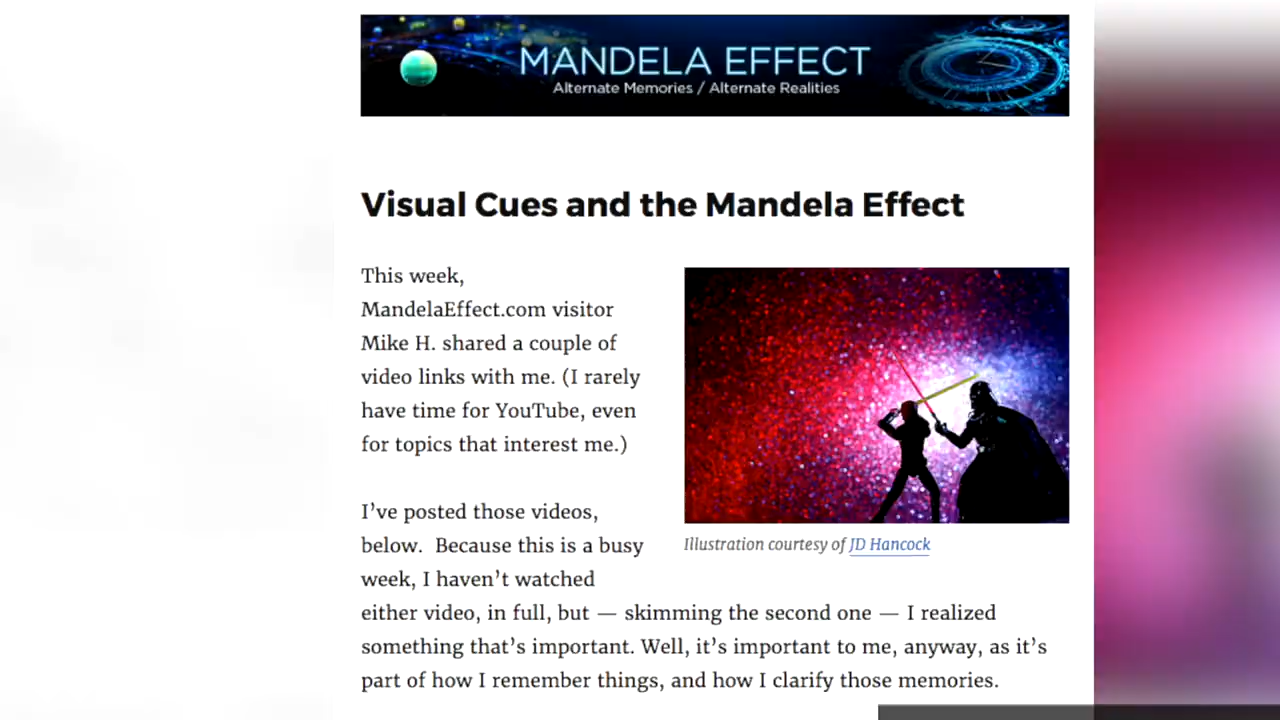 MANDELA EFFECT
Alternate Memories / Alternate Realities
Visual Cues and the Mandela Effect
This week,
MandelaEffect.com visitor
Mike H. shared a couple of
video links with me. (I rarely
have time for YouTube, even
for topics that interest me.)
I’ve posted those videos,
below.  Because this is a busy
week, I haven’t watched
either video, in full, but — skimming the second one — I realized
something that’s important. Well, it’s important to me, anyway, as it’s
part of how I remember things, and how I clarify those memories.
Illustration courtesy of JD Hancock